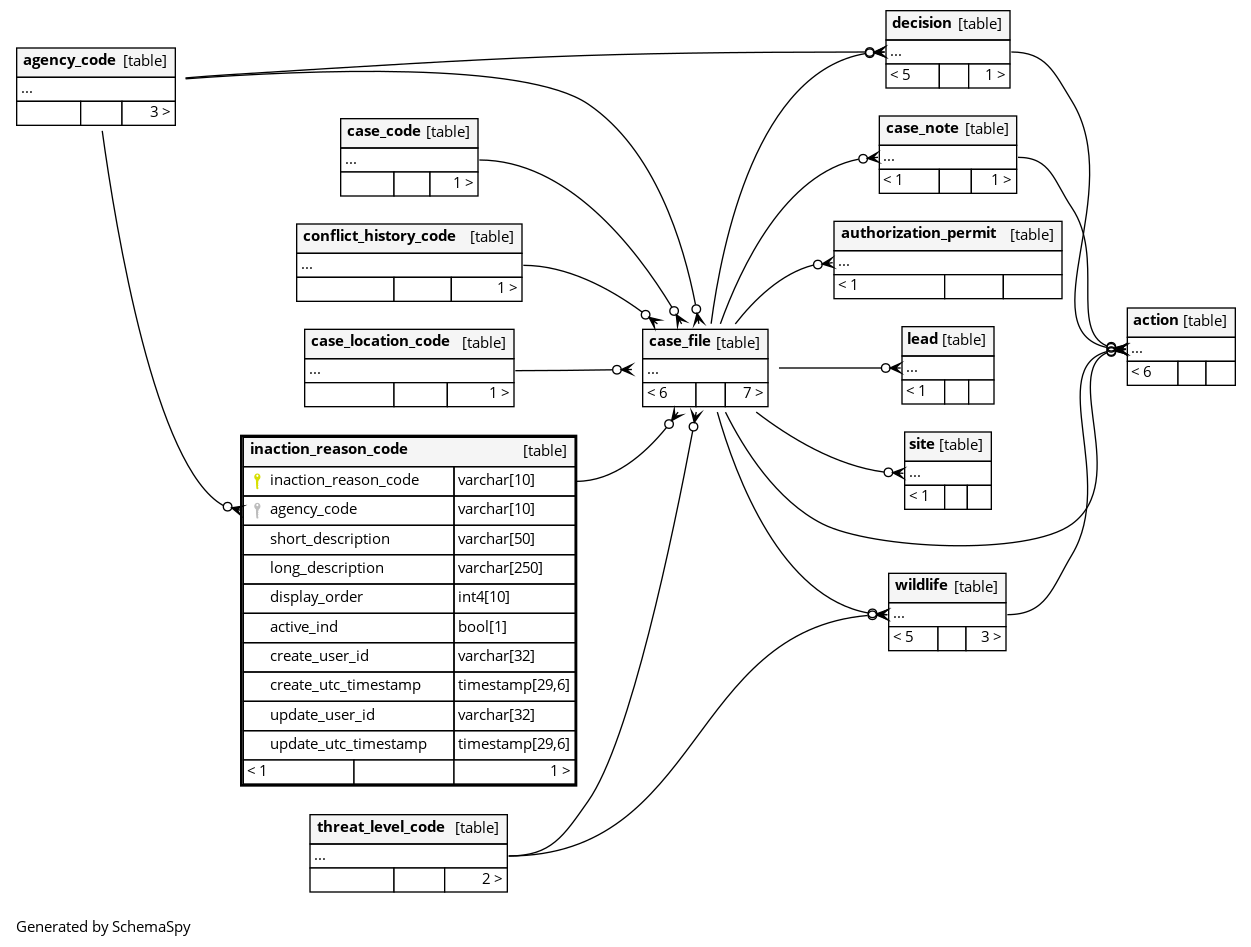 decision [table]
...
< 5 1 >
agency_code [table]
...
3 >
case_note [table]
...
< 1 1 >
case_code [table]
...
1 >
authorization_permit [table]
...
< 1
conflict_history_code [table]
...
1 >
action [table]
...
< 6
lead [table]
...
< 1
case_location_code [table]
...
1 >
case_file [table]
...
< 6 7 >
site [table]
...
< 1
inaction_reason_code [table]
inaction_reason_code varchar[10]
agency_code varchar[10]
short_description varchar[50]
long_description varchar[250]
display_order int4[10]
active_ind bool[1]
create_user_id varchar[32]
create_utc_timestamp timestamp[29,6]
update_user_id varchar[32]
update_utc_timestamp timestamp[29,6]
< 1 1 >
wildlife [table]
...
< 5 3 >
threat_level_code [table]
...
2 >
Generated by SchemaSpy